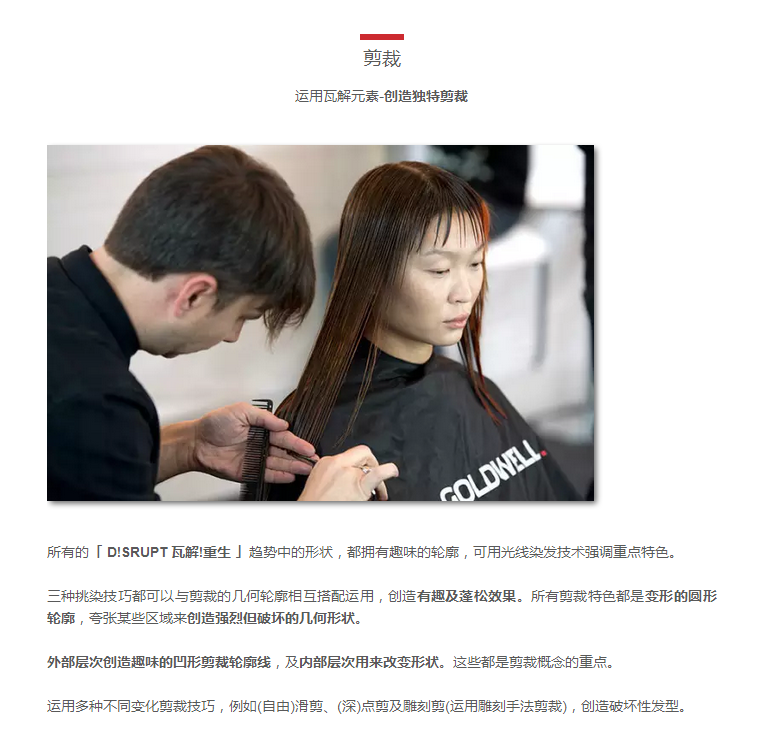 剪裁
运用瓦解元素-创造独特剪裁
GOLDWELL.
所有的「 D!SRUPT 瓦解!重生 」趋势中的形状，都拥有趣味的轮廓，可用光线染发技术强调重点特色。
三种挑染技巧都可以与剪裁的几何轮廓相互搭配运用，创造有趣及蓬松效果。所有剪裁特色都是变形的圆形
轮廓，夸张某些区域来创造强烈但破坏的几何形状。
外部层次创造趣味的凹形剪裁轮廓线，及内部层次用来改变形状。这些都是剪裁概念的重点。
运用多种不同变化剪裁技巧，例如(自由)滑剪、(深)点剪及雕刻剪(运用雕刻手法剪裁)，创造破坏性发型。